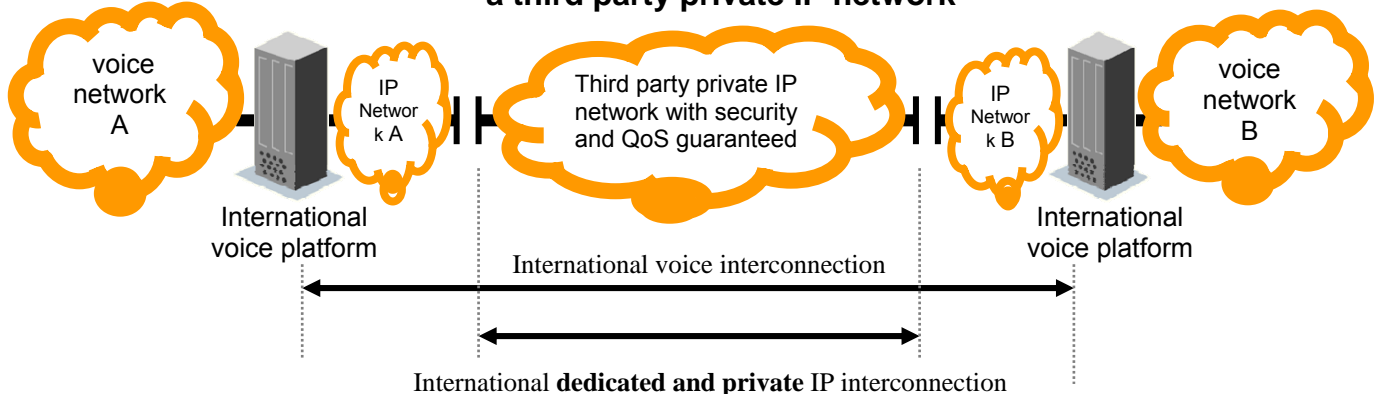 a third party private IP network
voice
network
A
IP
Networ
k A
Third party private IP
network with security
and QoS guaranteed
IP
Networ
k B
voice
network
B
International
voice platform
International
voice platform
International voice interconnection
International dedicated and private IP interconnection